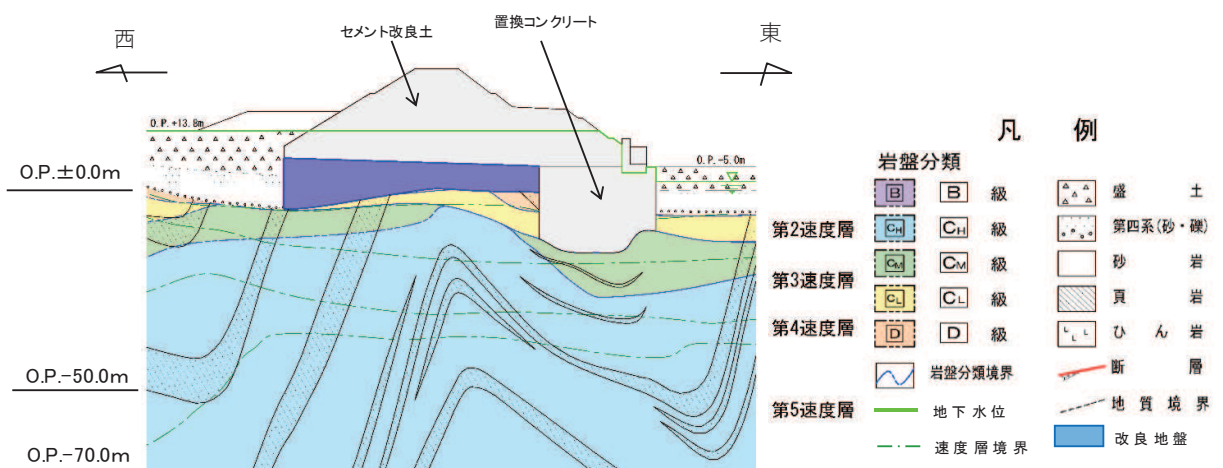 西
セメント改良土
置換コンクリート
東
O.P.+13.8m
O.P.-5.0m
O.P.±0.0m
O.P.-50.0m
O.P.-70.0m
第2速度層
第3速度層
第4速度層
第5速度層
凡 例
岩盤分類
B B 級
CH CH 級
CM CM 級
CL CL 級
D D 級
岩盤分類境界
地下水位
速度層境界
盛 土
第四系(砂・礫)
砂 岩
頁 岩
ひ ん 岩
断 層
地 質 境 界
改 良 地 盤